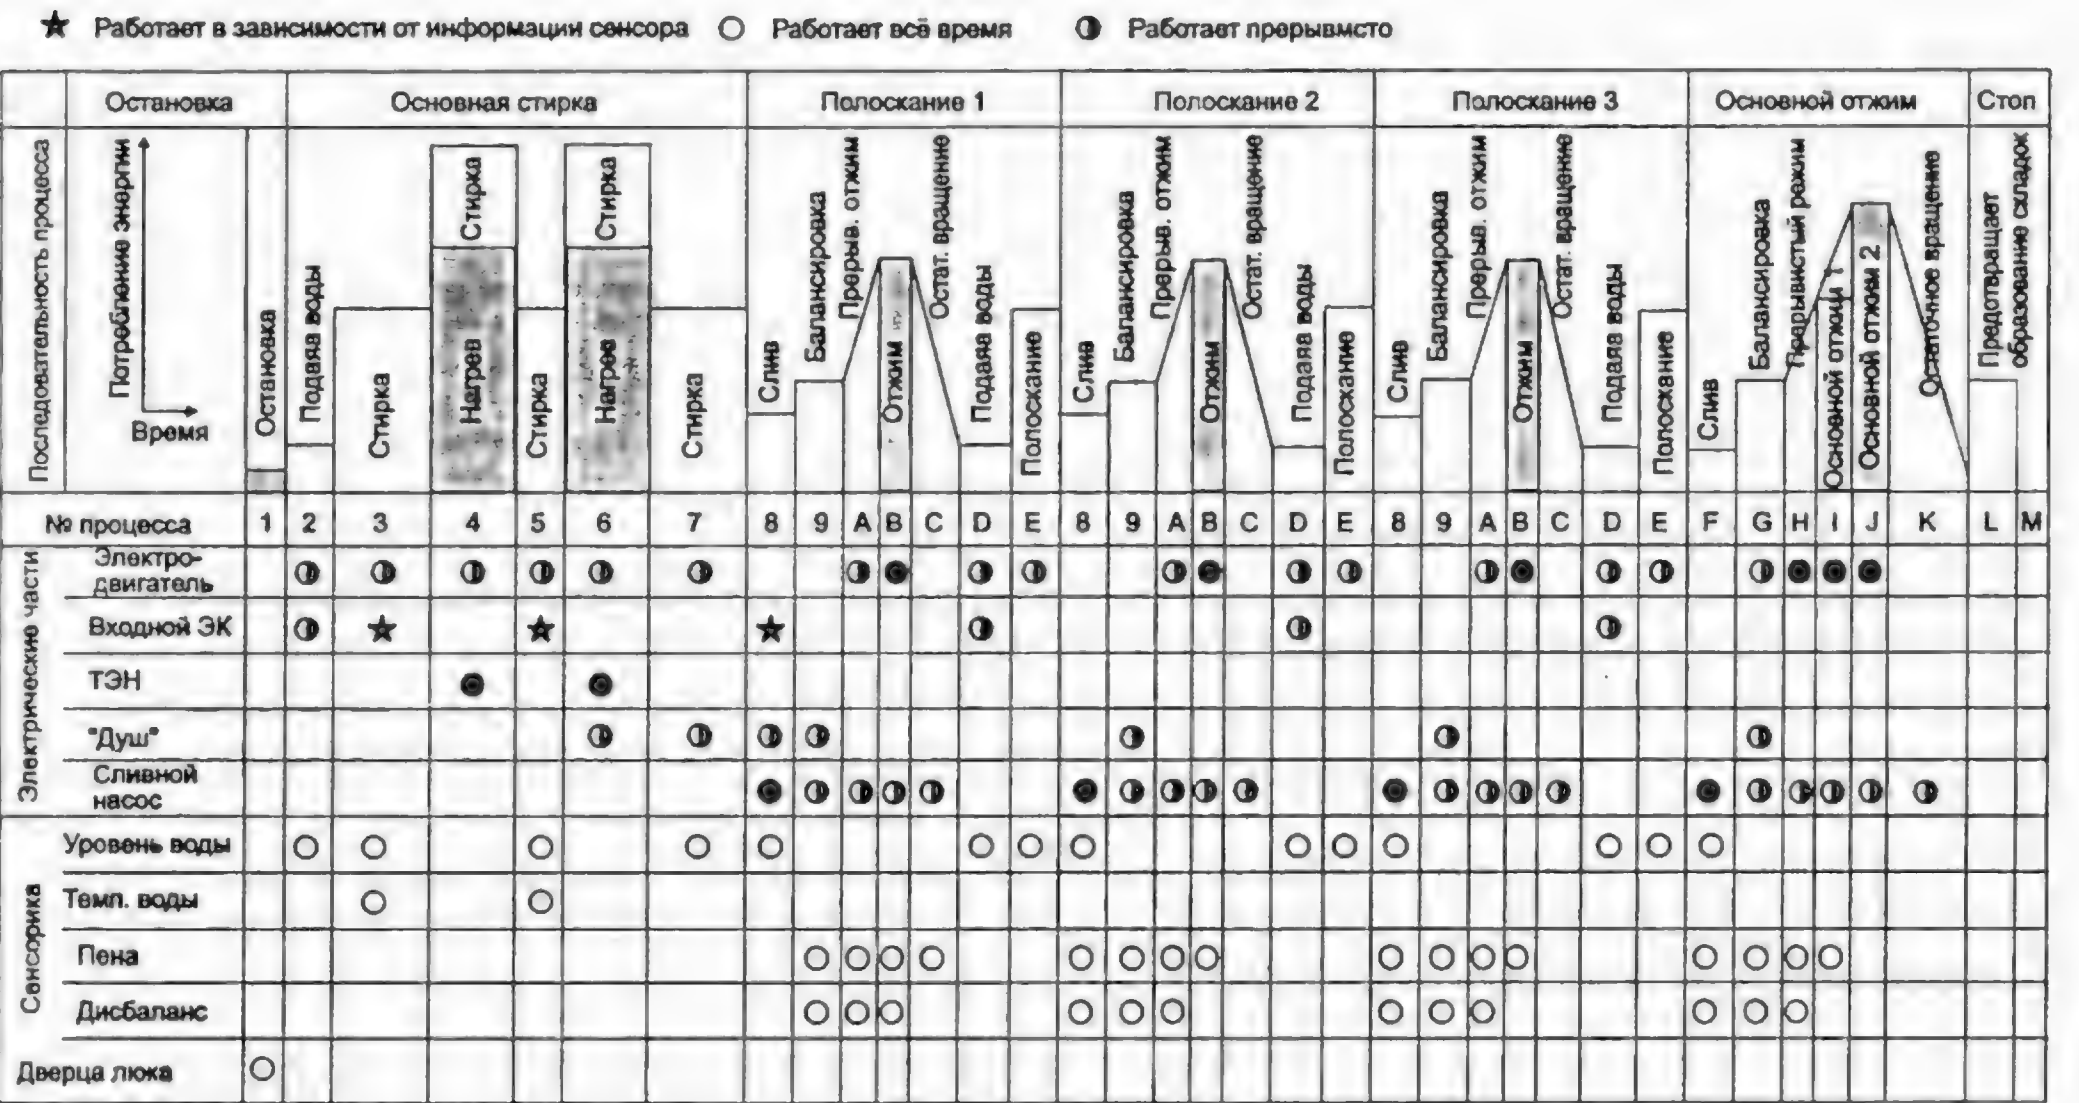 ★ Работает в зависимости от информации сенсора ○ Работает всё время ◑ Работает прерывмсто
Остановка Основная стирка Полоскание 1 Полоскание 2 Полоскание 3 Основной отжим Стоп
Последовательность процесса
Потребление энергии
Время
Остановка
Подача воды
Стирка
Нагрев
Стирка
Стирка
Нагрев
Стирка
Стирка
Слив
Балансировка
Прерыв. отжим
Отжим
Остат. вращение
Подача воды
Полоскание
Слив
Балансировка
Прерыв. отжим
Отжим
Остат. вращение
Подача воды
Полоскание
Слив
Балансировка
Прерыв. отжим
Отжим
Остат. вращение
Подача воды
Полоскание
Слив
Балансировка
Прерывистый режим
Основной отжим 1
Основной отжим 2
Остаточное вращение
Предотвращает
образование складок
№ процесса 1 2 3 4 5 6 7 8 9 A B C D E 8 9 A B C D E 8 9 A B C D E F G H I J K L M
Электрические части
Электро-
двигатель
Входной ЭК
ТЭН
"Душ"
Сливной
насос
Сенсорика
Уровень воды
Темп. воды
Пена
Дисбаланс
Дверца люка